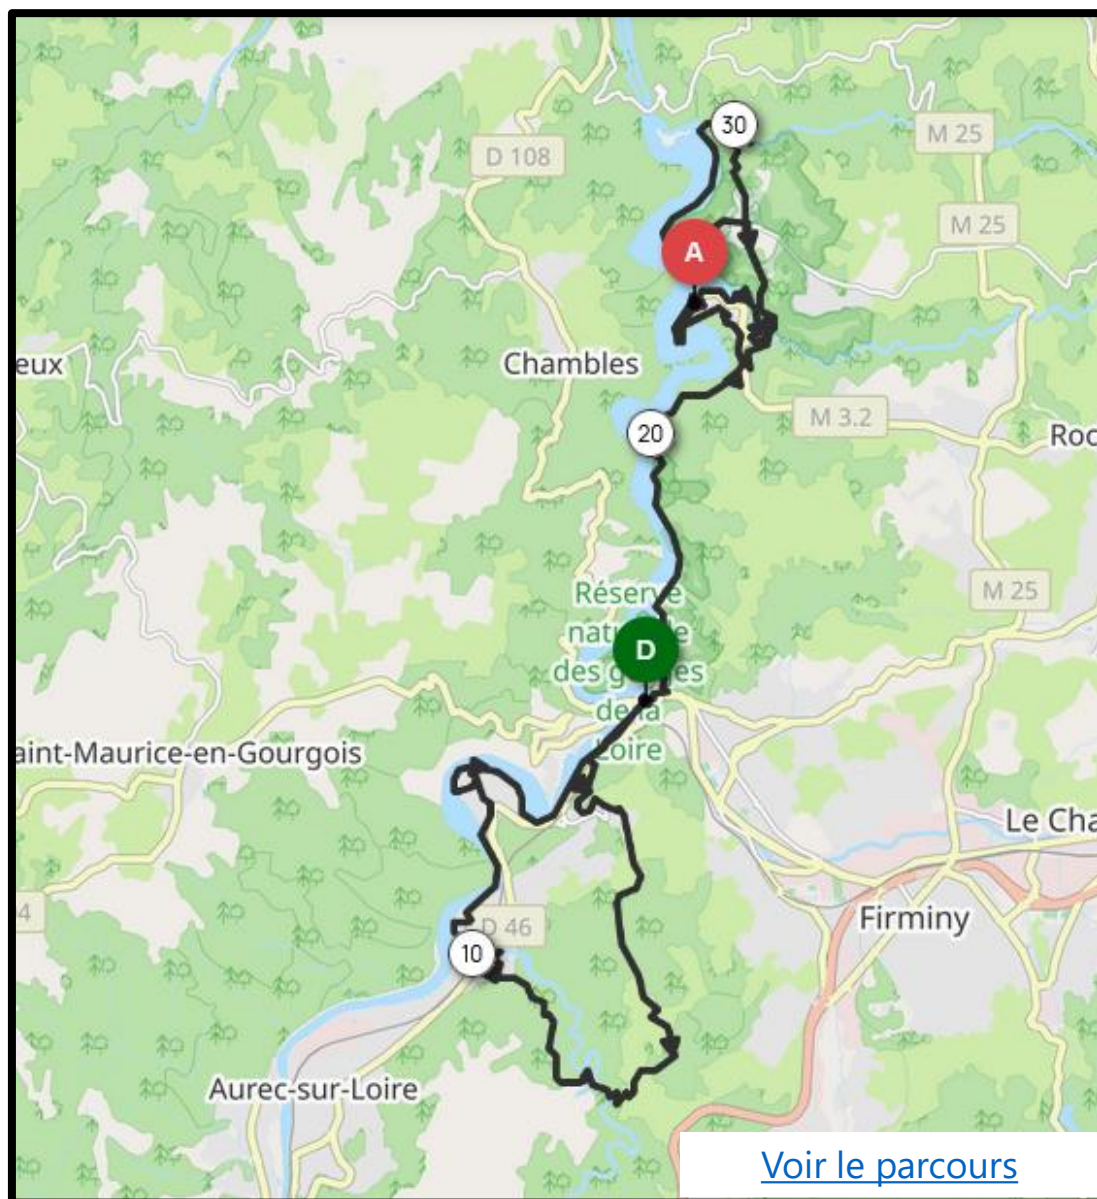 30
M 25
D 108
M 25
A
eux
Chambles
M 3.2
20
Roc
M 25
Réserve
naturelle
D
des gorges
de la
Loire
aint-Maurice-en-Gourgois
Le Cha
4
D 46
Firminy
10
Aurec-sur-Loire
Voir le parcours